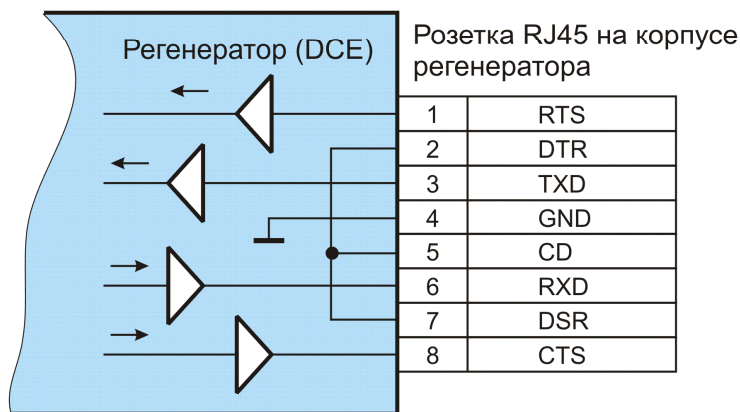 Регенератор (DCE)
Розетка RJ45 на корпусе
регенератора
1 RTS
2 DTR
3 TXD
4 GND
5 CD
6 RXD
7 DSR
8 CTS